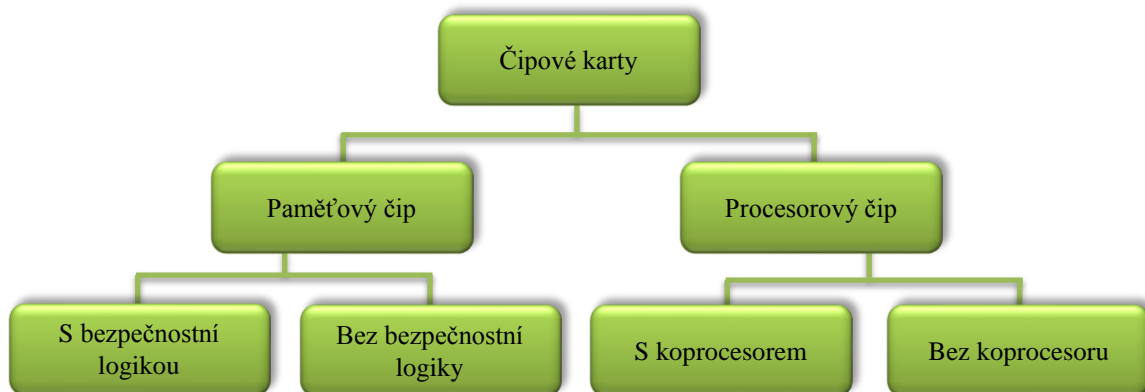 Čipové karty
Paměťový čip
Procesorový čip
S bezpečnostní
logikou
Bez bezpečnostní
logiky
S koprocesorem
Bez koprocesoru